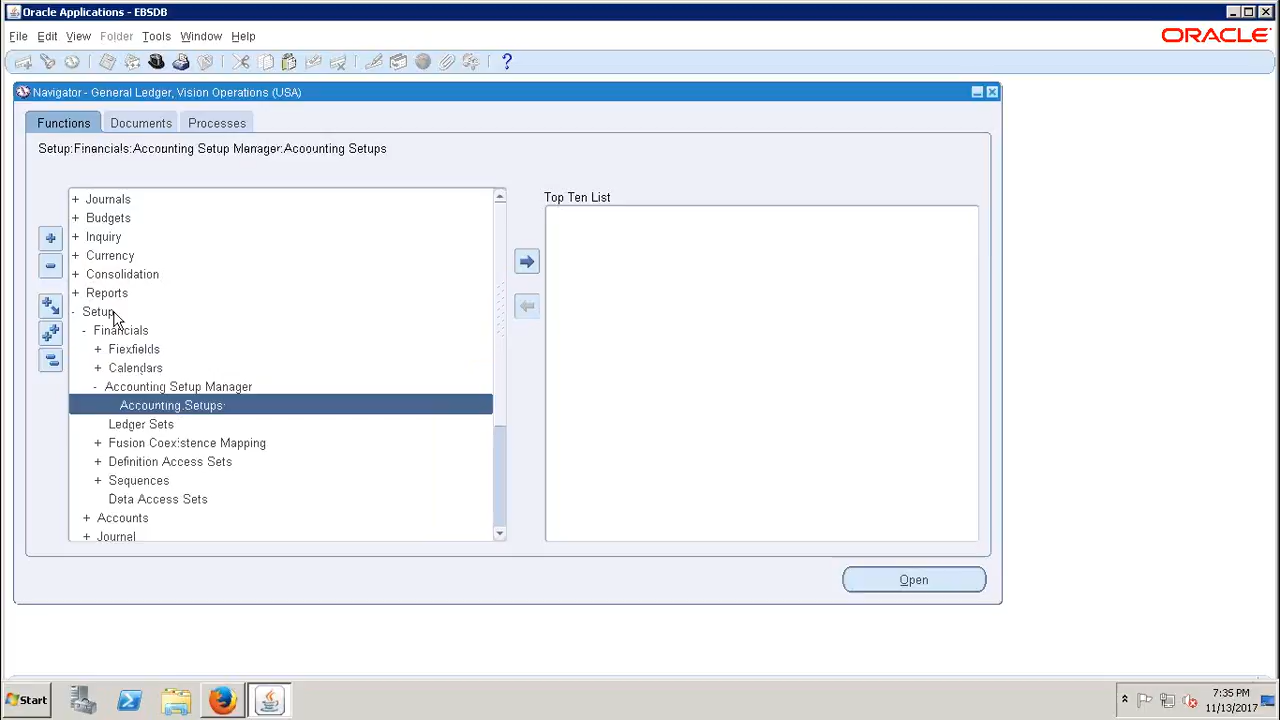 Oracle Applications - EBSDB
File Edit View Folder Tools Window Help
ORACLE
Navigator - General Ledger, Vision Operations (USA)
Functions Documents Processes
Setup:Financials:Accounting Setup Manager:Accounting Setups
Top Ten List
+ Journals
+ Budgets
+ Inquiry
+ Currency
+ Consolidation
+ Reports
- Setup
- Financials
+ Flexfields
+ Calendars
- Accounting Setup Manager
Accounting Setups
Ledger Sets
+ Fusion Coexistence Mapping
+ Definition Access Sets
+ Sequences
Data Access Sets
+ Accounts
+ Journal
Open
Start
7:35 PM
11/13/2017